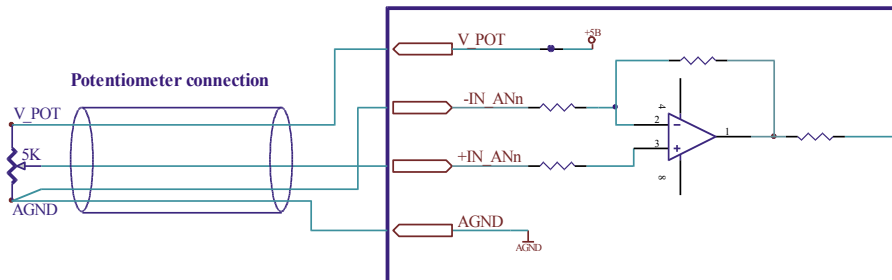 +5B
V_POT
Potentiometer connection
-IN_ANn
V_POT
4
2
1
5K
+IN_ANn
3
8
AGND
AGND
AGND